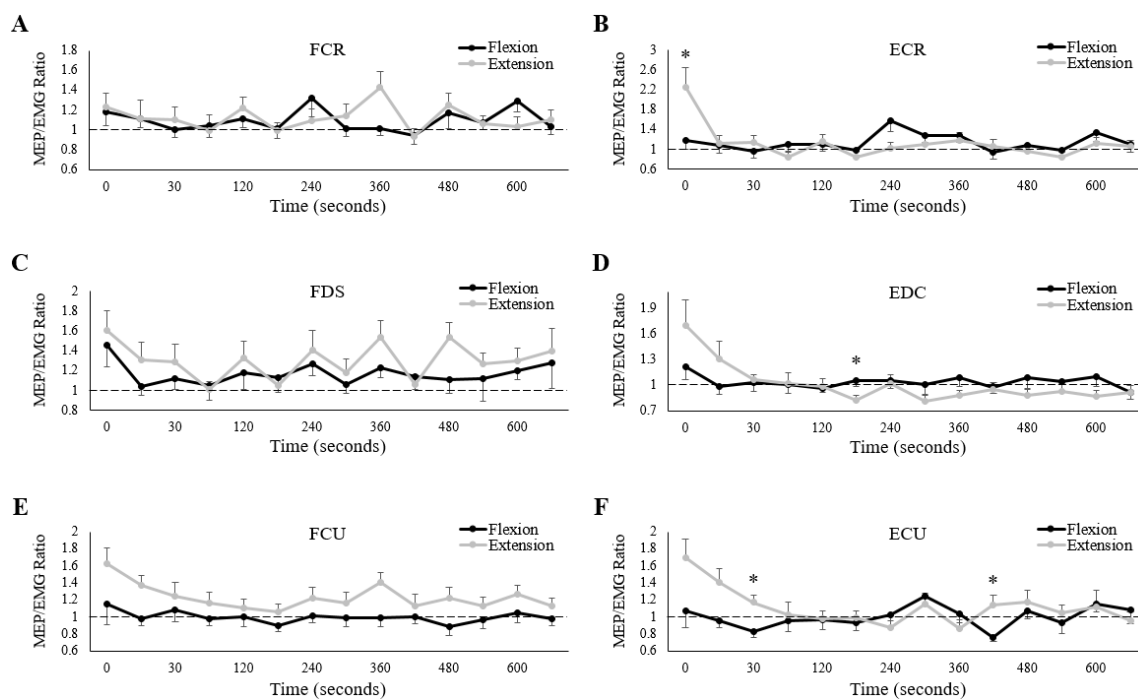 A
FCR
Flexion
Extension
MEP/EMG Ratio
1.8
1.6
1.4
1.2
1
0.8
0.6
0 30 120 240 360 480 600
Time (seconds)
B
ECR
Flexion
Extension
MEP/EMG Ratio
3
2.6
2.2
1.8
1.4
1
0.6
*
0 30 120 240 360 480 600
Time (seconds)
C
FDS
Flexion
Extension
MEP/EMG Ratio
2
1.8
1.6
1.4
1.2
1
0.8
0 30 120 240 360 480 600
Time (seconds)
D
EDC
Flexion
Extension
MEP/EMG Ratio
1.9
1.6
1.3
1
0.7
*
0 30 120 240 360 480 600
Time (seconds)
E
FCU
Flexion
Extension
MEP/EMG Ratio
2
1.8
1.6
1.4
1.2
1
0.8
0.6
0 30 120 240 360 480 600
Time (seconds)
F
ECU
Flexion
Extension
MEP/EMG Ratio
2
1.8
1.6
1.4
1.2
1
0.8
0.6
* *
0 30 120 240 360 480 600
Time (seconds)